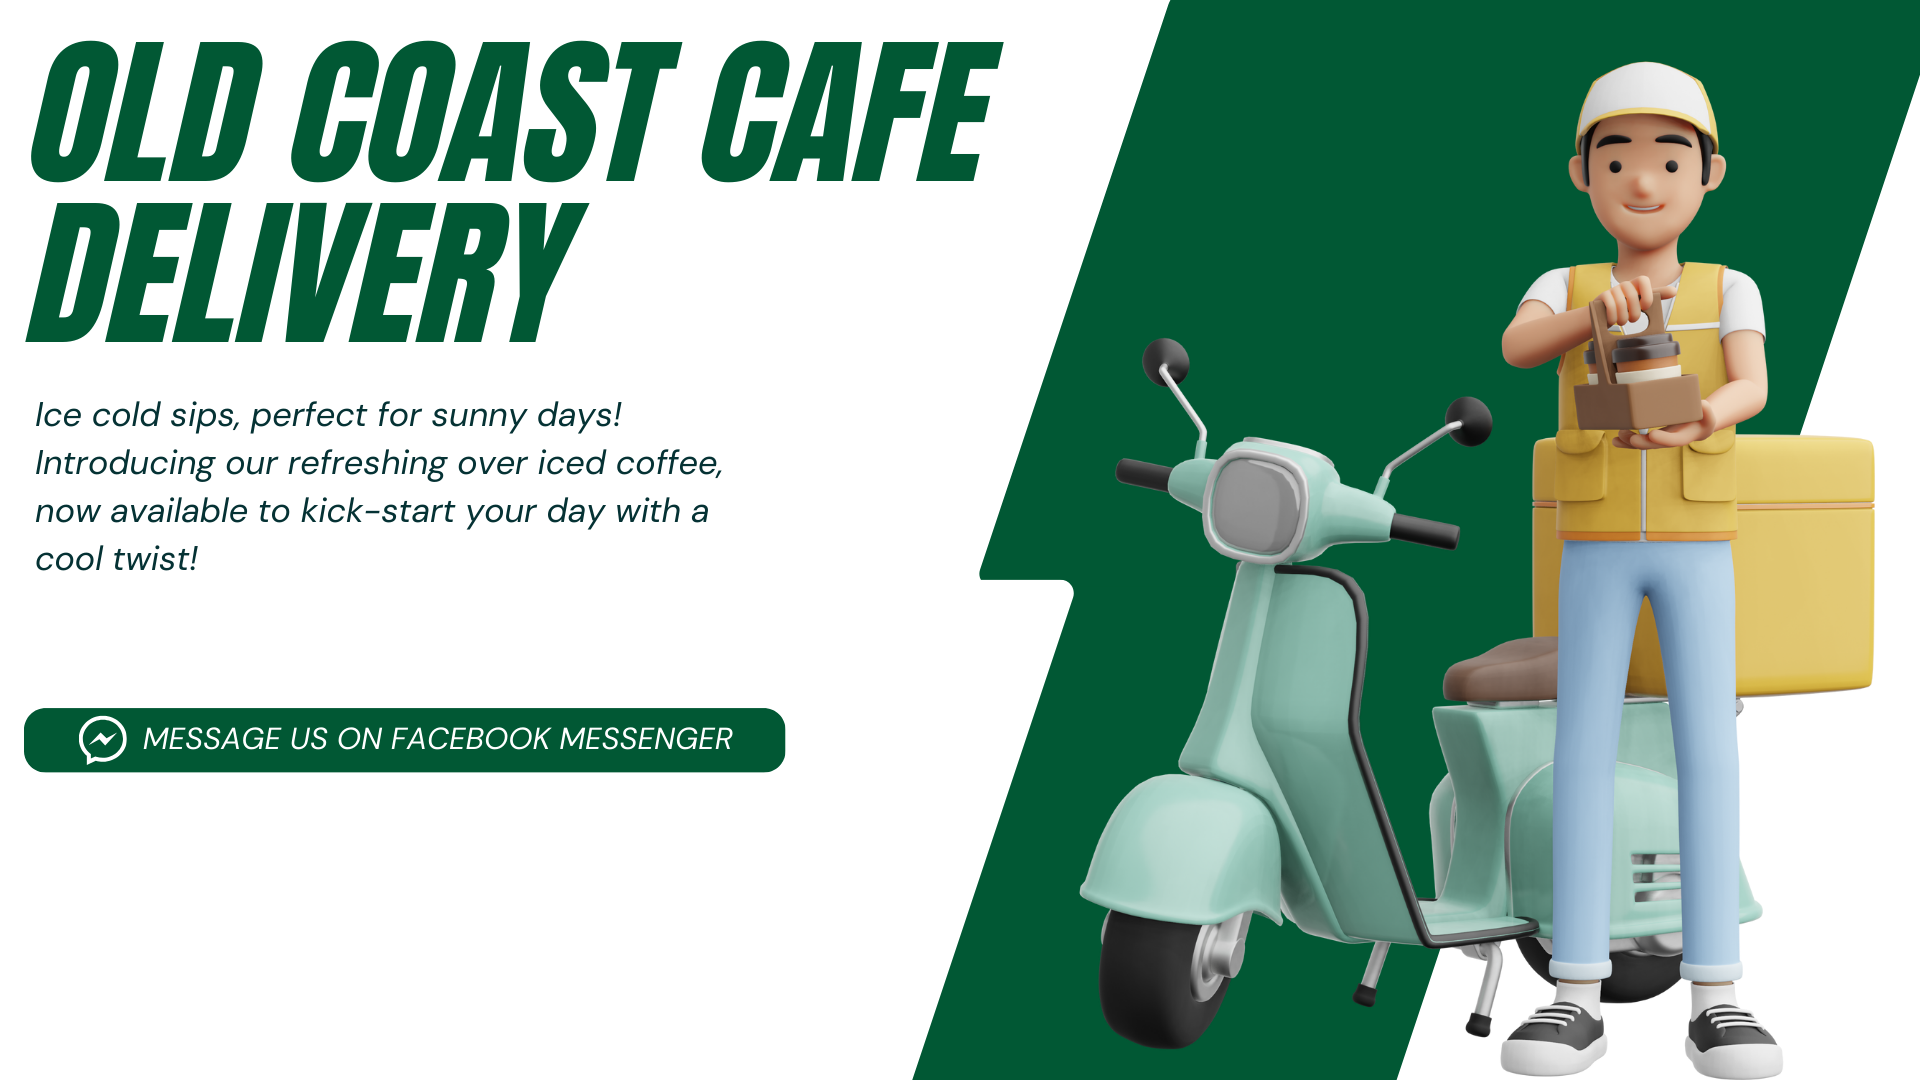 OLD COAST CAFE
DELIVERY
Ice cold sips, perfect for sunny days!
Introducing our refreshing over iced coffee,
now available to kick-start your day with a
cool twist!
MESSAGE US ON FACEBOOK MESSENGER